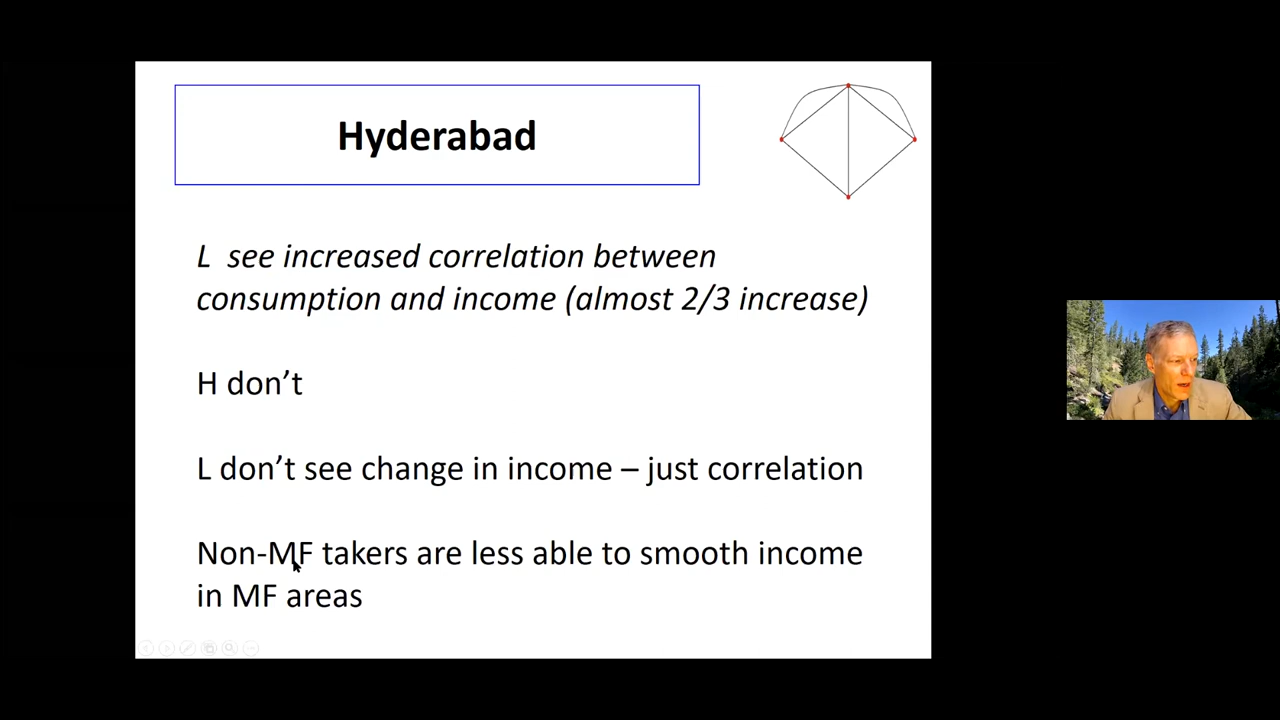 Hyderabad
L see increased correlation between
consumption and income (almost 2/3 increase)
H don’t
L don’t see change in income – just correlation
Non-MF takers are less able to smooth income
in MF areas